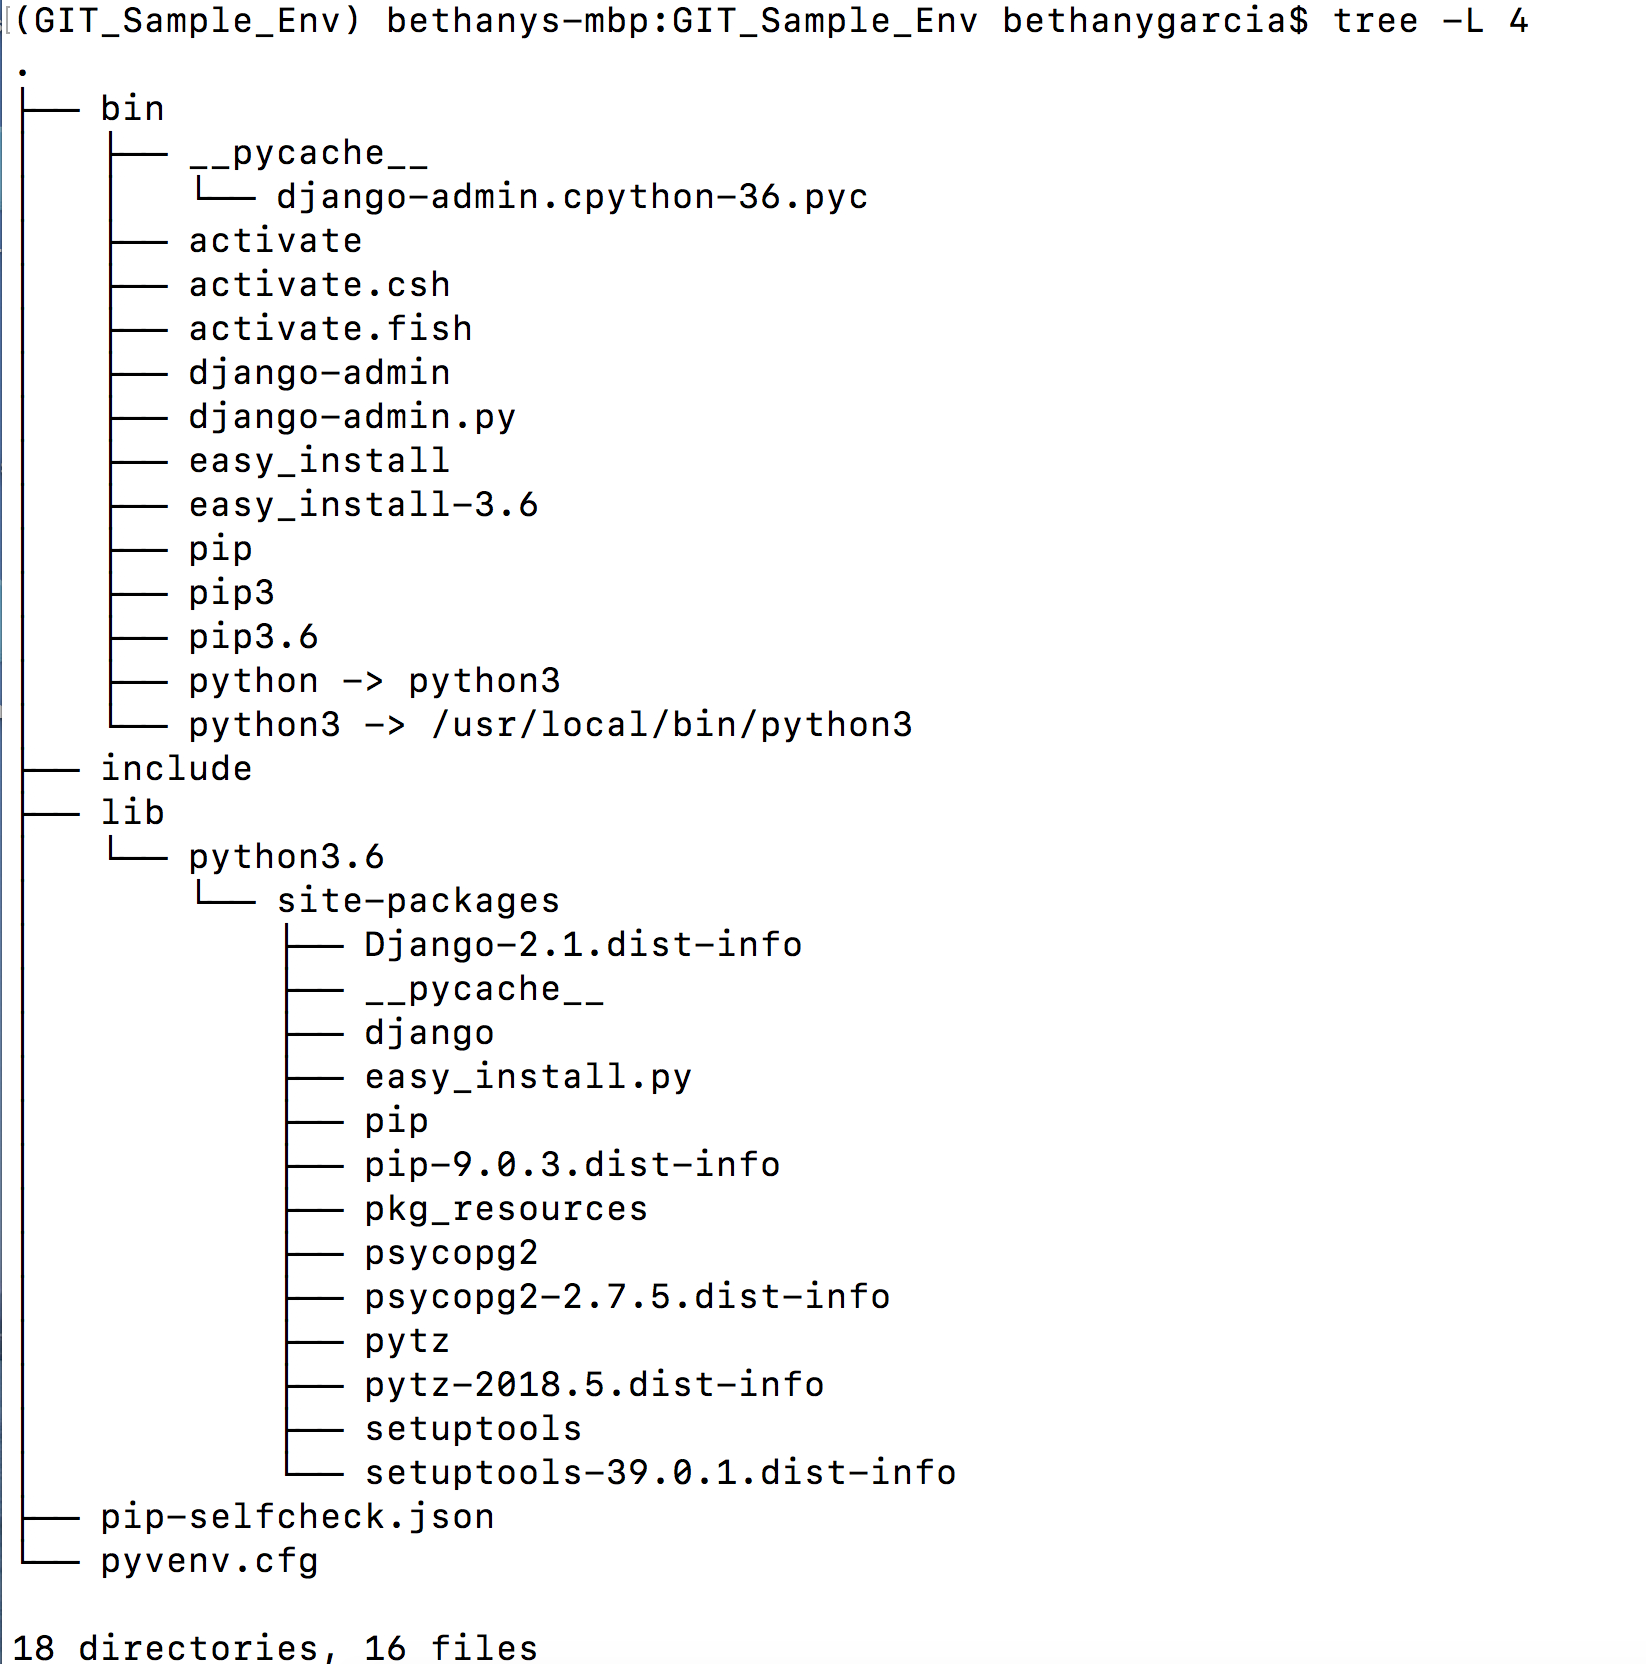 (GIT_Sample_Env) bethanys-mbp:GIT_Sample_Env bethanygarcia$ tree -L 4
.
├── bin
│   ├── __pycache__
│   │   └── django-admin.cpython-36.pyc
│   ├── activate
│   ├── activate.csh
│   ├── activate.fish
│   ├── django-admin
│   ├── django-admin.py
│   ├── easy_install
│   ├── easy_install-3.6
│   ├── pip
│   ├── pip3
│   ├── pip3.6
│   ├── python -> python3
│   └── python3 -> /usr/local/bin/python3
├── include
├── lib
│   └── python3.6
│       └── site-packages
│           ├── Django-2.1.dist-info
│           ├── __pycache__
│           ├── django
│           ├── easy_install.py
│           ├── pip
│           ├── pip-9.0.3.dist-info
│           ├── pkg_resources
│           ├── psycopg2
│           ├── psycopg2-2.7.5.dist-info
│           ├── pytz
│           ├── pytz-2018.5.dist-info
│           ├── setuptools
│           └── setuptools-39.0.1.dist-info
├── pip-selfcheck.json
└── pyvenv.cfg
18 directories, 16 files